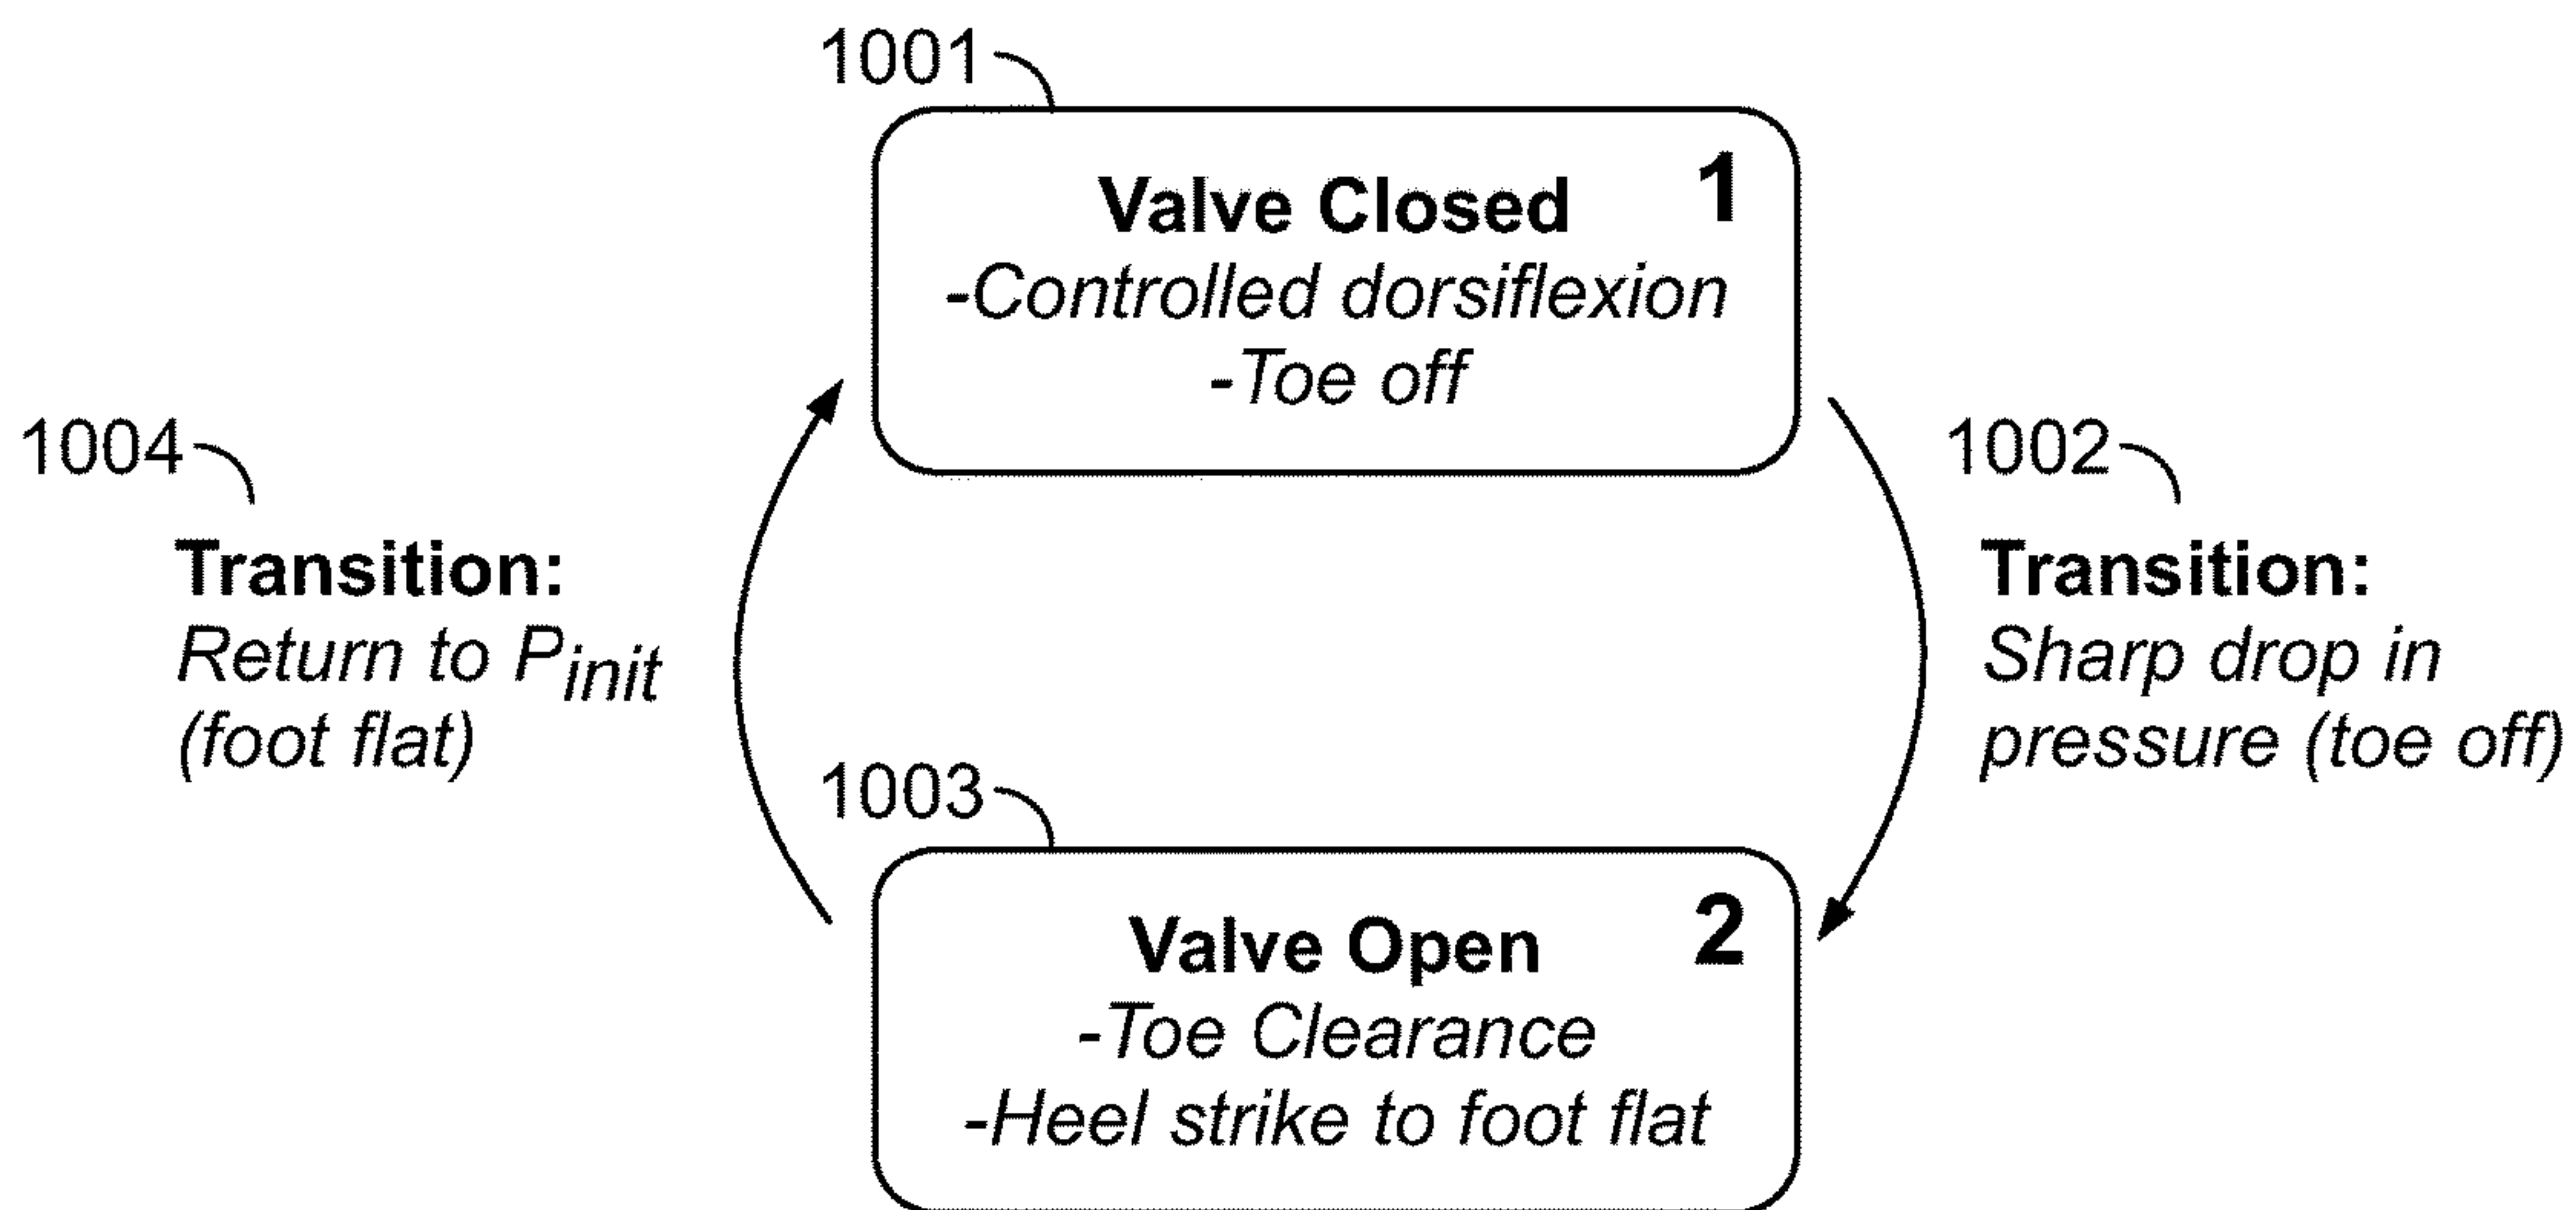 1001
Valve Closed 1
-Controlled dorsiflexion
-Toe off
1004
Transition:
Return to Pinit
(foot flat)
1002
Transition:
Sharp drop in
pressure (toe off)
1003
Valve Open 2
-Toe Clearance
-Heel strike to foot flat